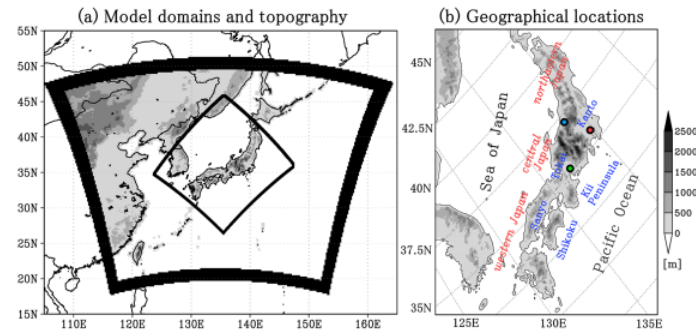 (a) Model domains and topography
(b) Geographical locations
55N
50N
45N
40N
35N
30N
25N
20N
15N
110E
120E
130E
140E
150E
160E
45N
42.5N
40N
37.5N
35N
125E
130E
135E
northeastern
Japan
Kanto
central
Japan
Tokai
Kii
Peninsula
western Japan
Sanyo
Shikoku
Sea of Japan
Pacific Ocean
2500
2000
1500
1000
500
0
[m]